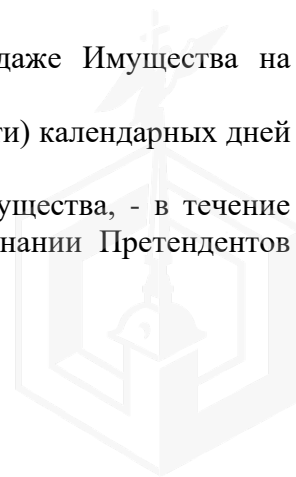 даже Имущества на
ти) календарных дней
ущества, - в течение
нании Претендентов